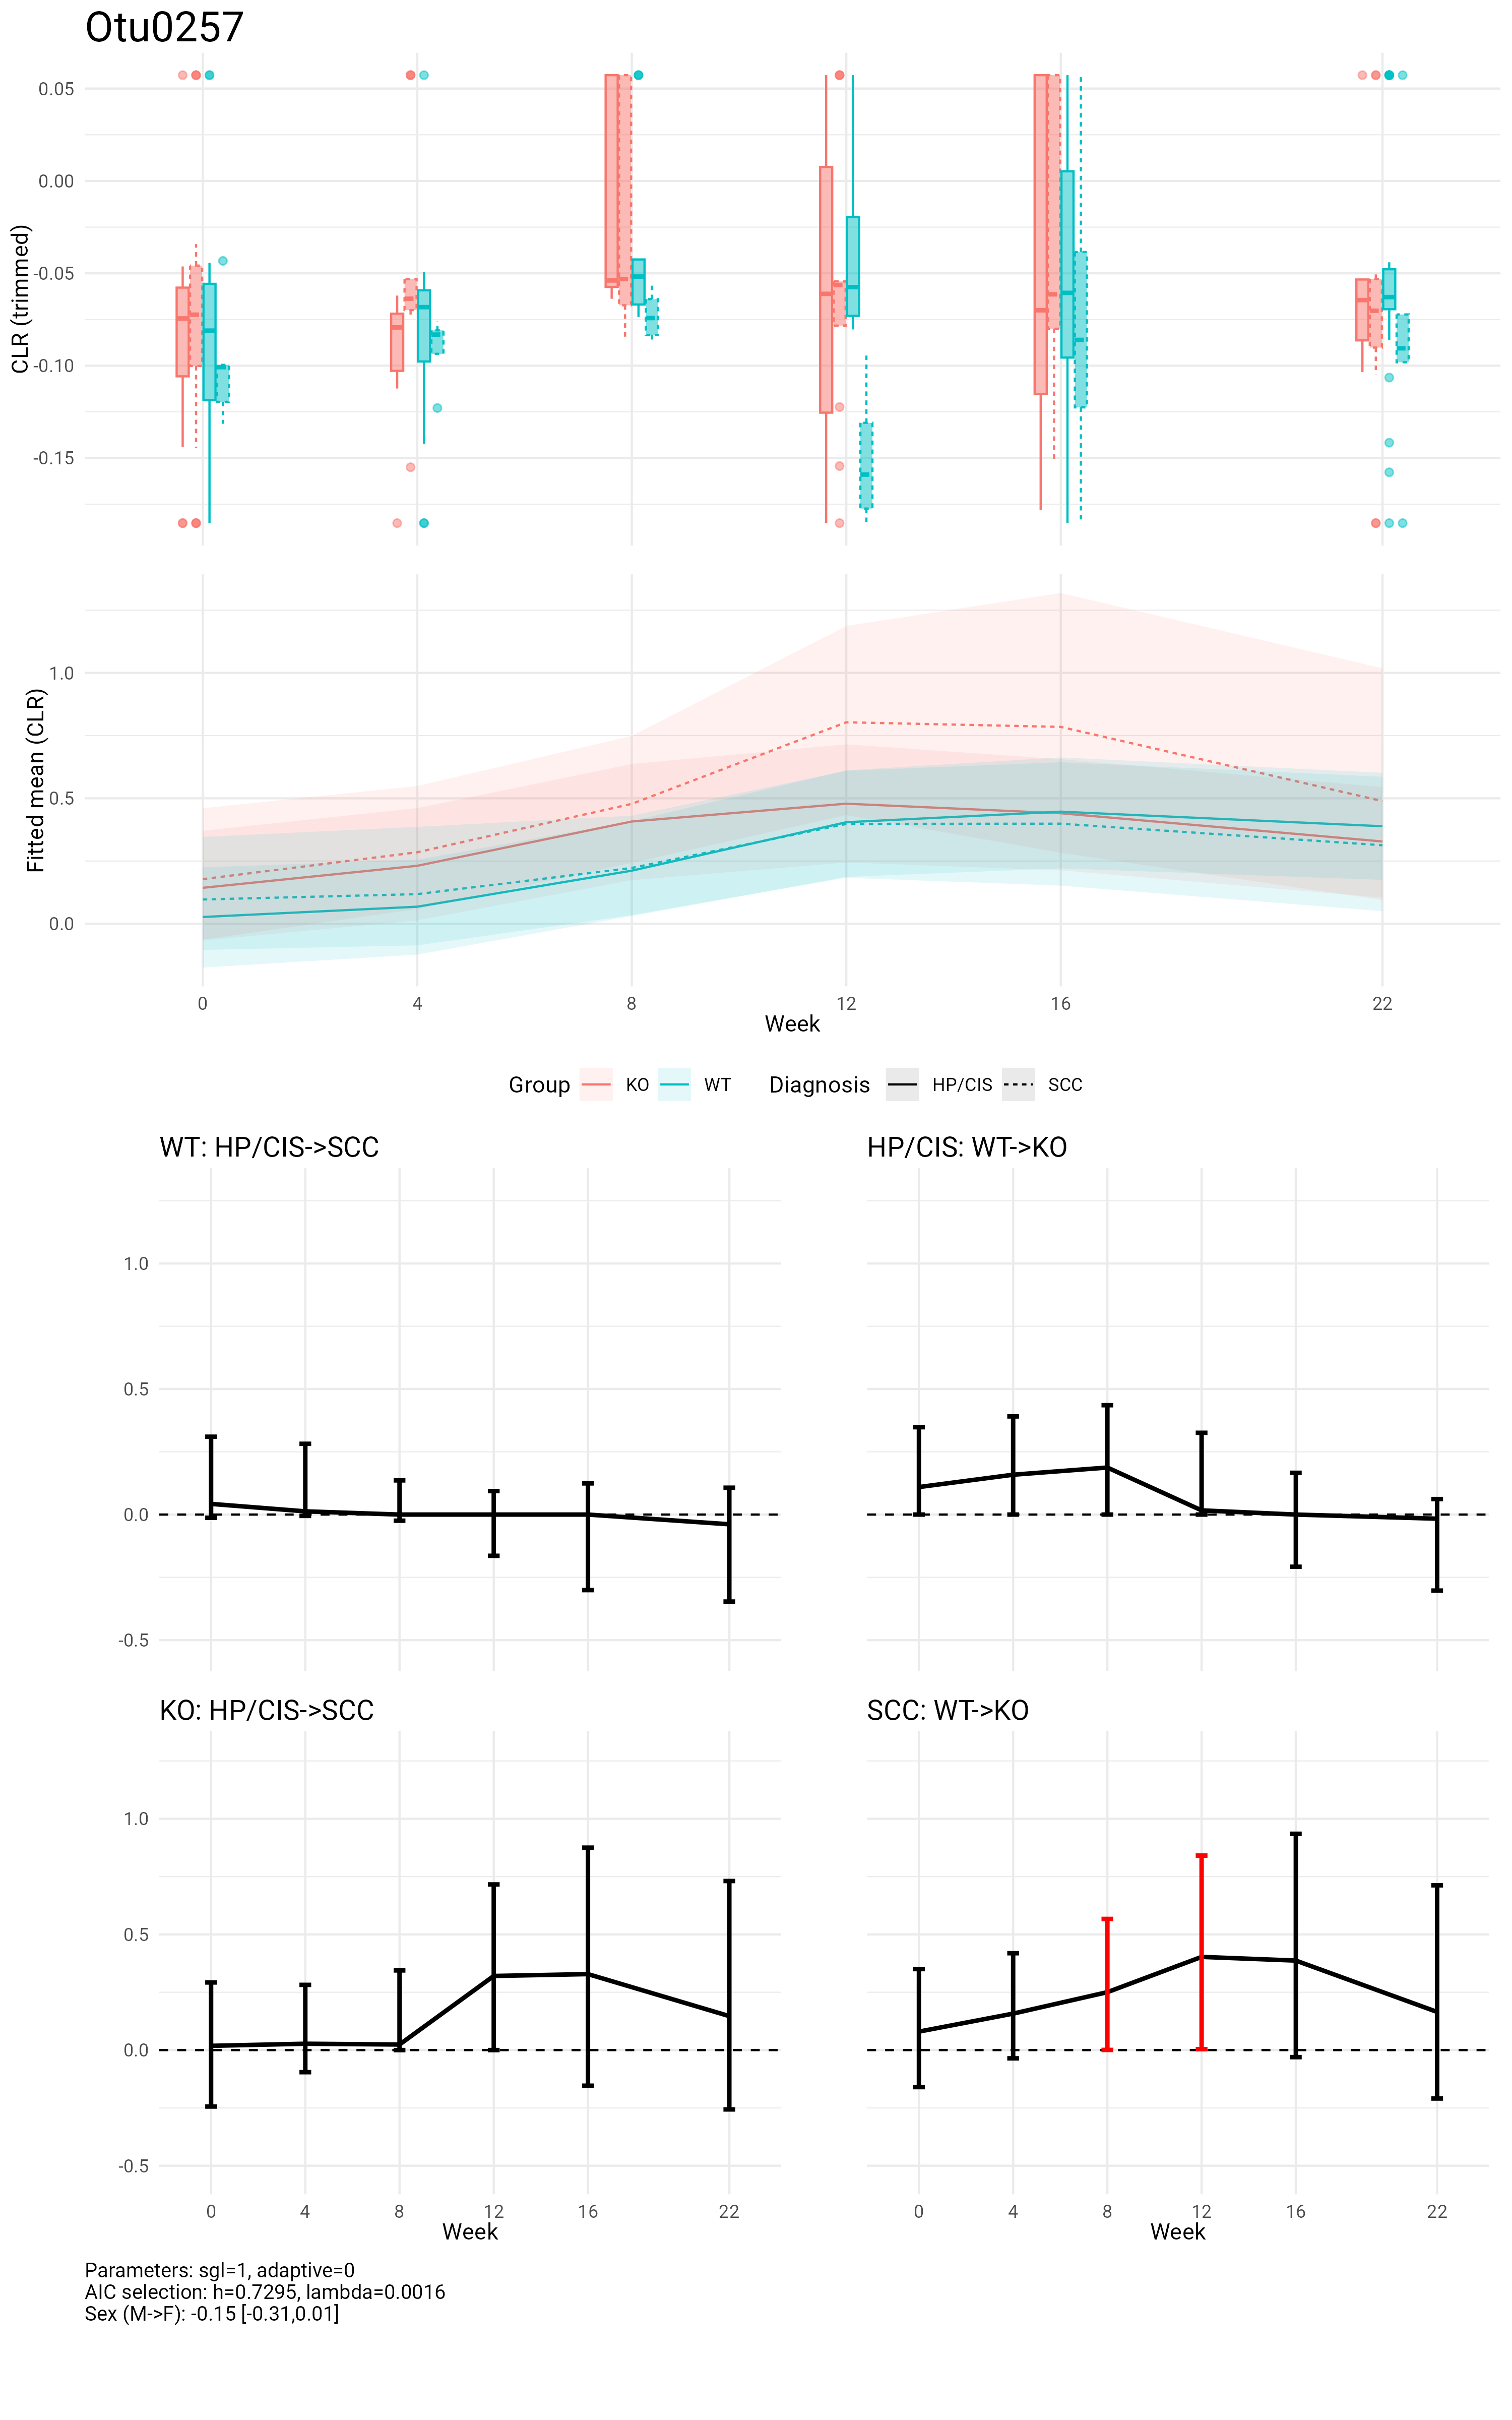 Otu0257
CLR (trimmed)
0.05
0.00
-0.05
-0.10
-0.15
Fitted mean (CLR)
1.0
0.5
0.0
0 4 8 12 16 22
Week
Group KO WT Diagnosis HP/CIS SCC
WT: HP/CIS->SCC HP/CIS: WT->KO
1.0
0.5
0.0
-0.5
KO: HP/CIS->SCC SCC: WT->KO
1.0
0.5
0.0
-0.5
0 4 8 12 16 22 0 4 8 12 16 22
Week Week
Parameters: sgl=1, adaptive=0
AIC selection: h=0.7295, lambda=0.0016
Sex (M->F): -0.15 [-0.31,0.01]